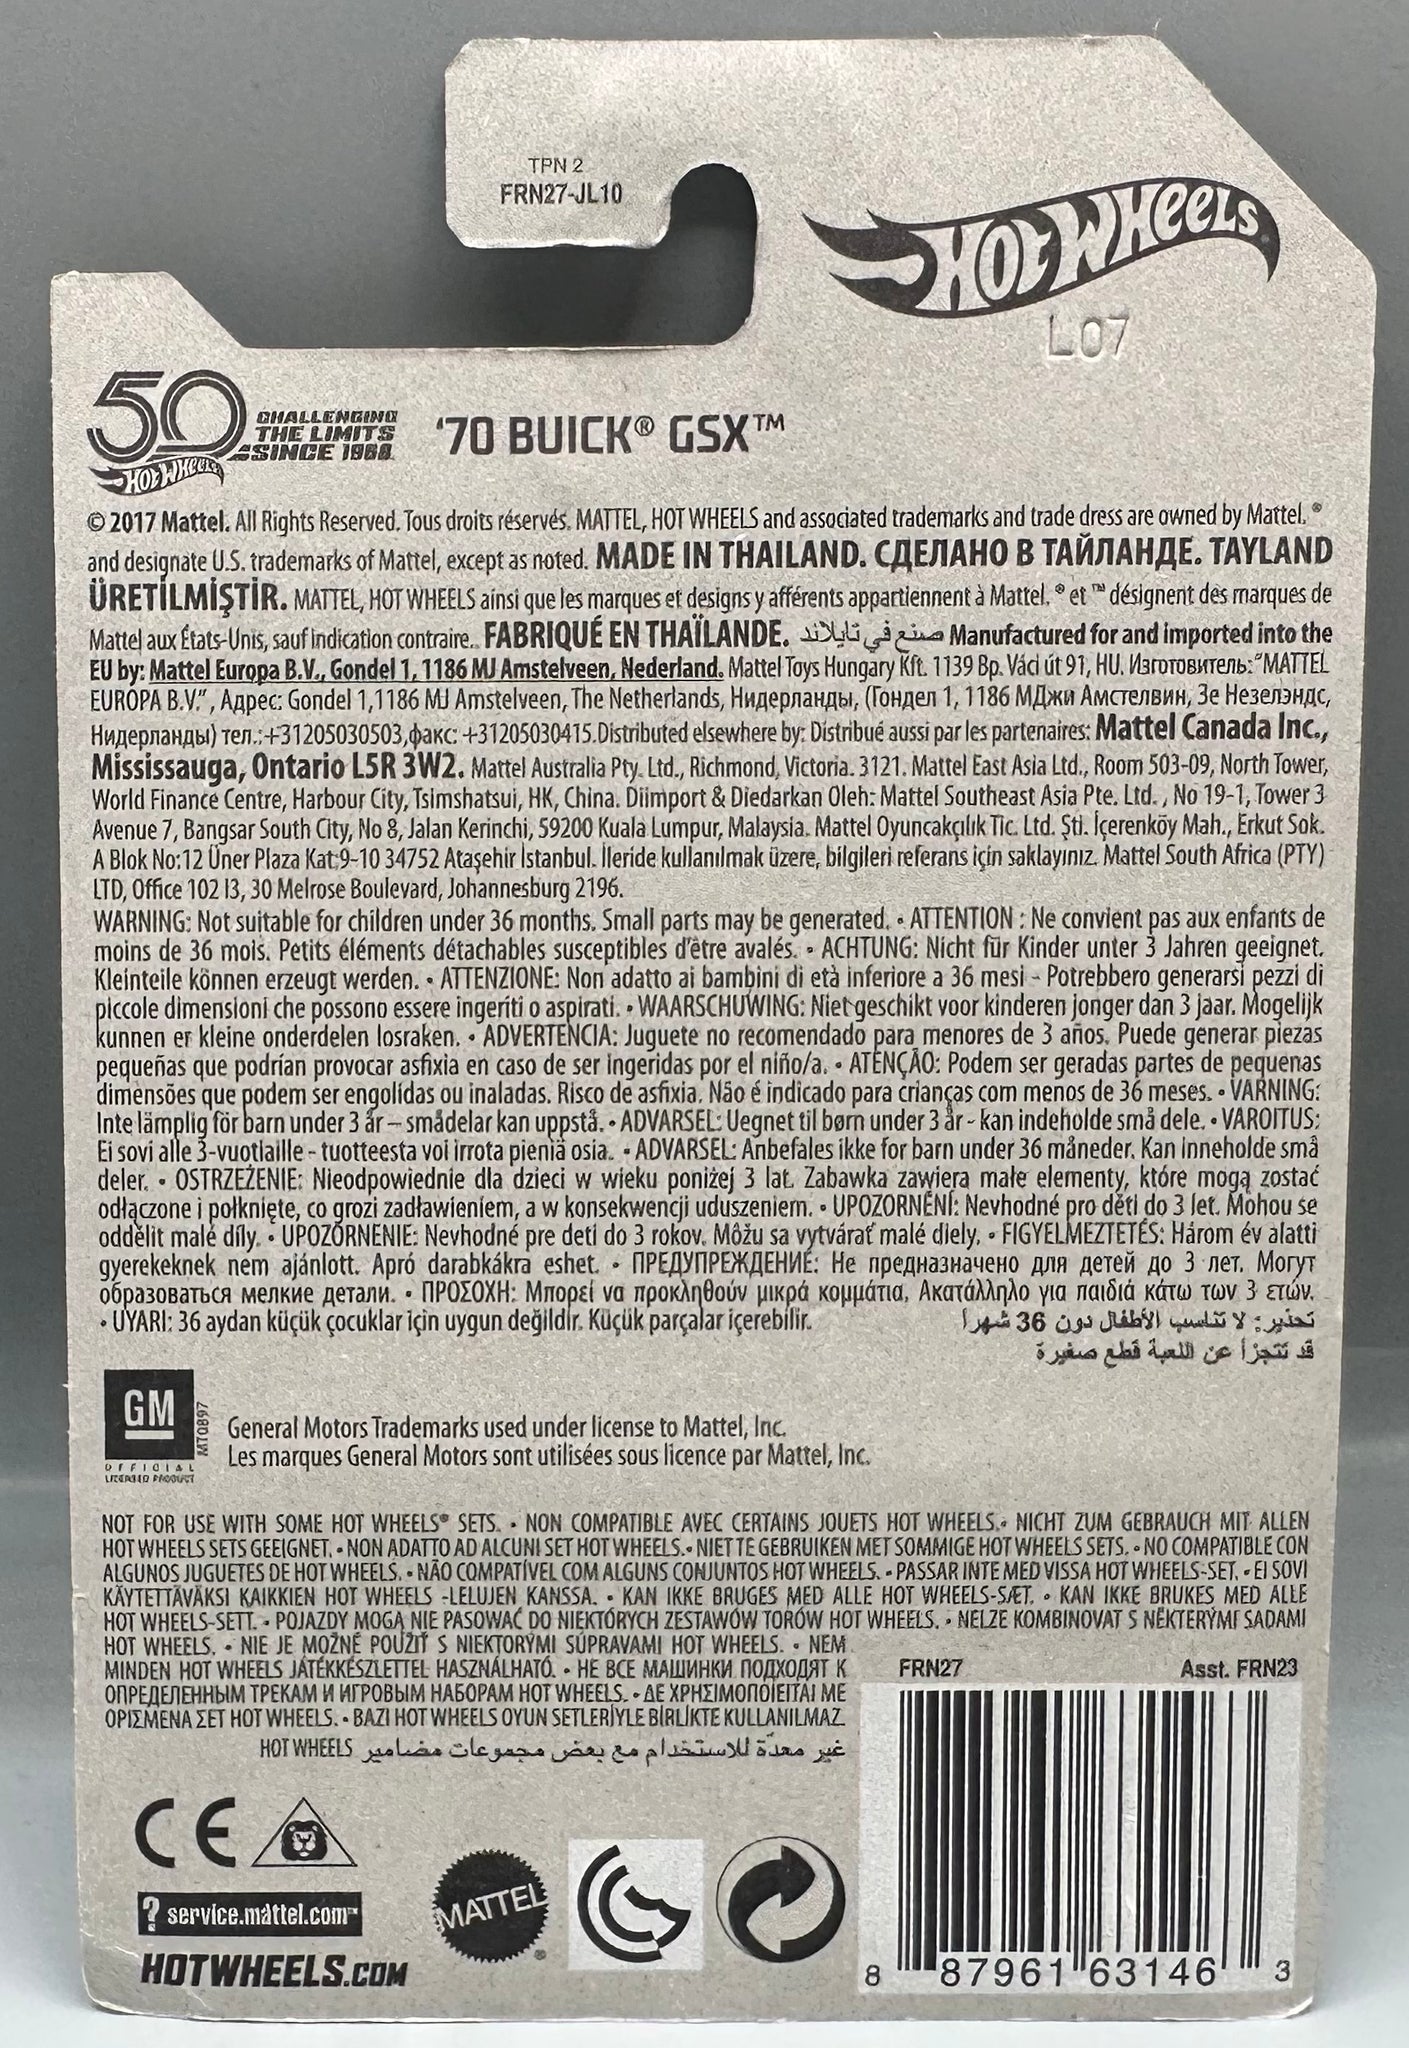 TPN 2
FRN27-JL10
HOT WHEELS
L07
50 CHALLENGING
THE LIMITS
SINCE 1968
HOT WHEELS
'70 BUICK® GSX™
© 2017 Mattel. All Rights Reserved. Tous droits réservés. MATTEL, HOT WHEELS and associated trademarks and trade dress are owned by Mattel. ®
and designate U.S. trademarks of Mattel, except as noted. MADE IN THAILAND. СДЕЛАНО В ТАЙЛАНДЕ. TAYLAND
ÜRETİLMİŞTİR. MATTEL, HOT WHEELS ainsi que les marques et designs y afférents appartiennent à Mattel. ® et ™ désignent des marques de
Mattel aux États-Unis, sauf indication contraire.. FABRIQUÉ EN THAÏLANDE. صنع في تايلاند Manufactured for and imported into the
EU by: Mattel Europa B.V., Gondel 1, 1186 MJ Amstelveen, Nederland. Mattel Toys Hungary Kft. 1139 Bp. Váci út 91, HU. Изготовитель: "MATTEL
EUROPA B.V.", Адрес: Gondel 1,1186 MJ Amstelveen, The Netherlands, Нидерланды, (Гондел 1, 1186 МДжи Амстелвин, Зе Незелэндс,
Нидерланды) тел.:+31205030503,факс: +31205030415.Distributed elsewhere by: Distribué aussi par les partenaires: Mattel Canada Inc.,
Mississauga, Ontario L5R 3W2. Mattel Australia Pty. Ltd., Richmond, Victoria. 3121. Mattel East Asia Ltd., Room 503-09, North Tower,
World Finance Centre, Harbour City, Tsimshatsui, HK, China. Diimport & Diedarkan Oleh: Mattel Southeast Asia Pte. Ltd. , No 19-1, Tower 3
Avenue 7, Bangsar South City, No 8, Jalan Kerinchi, 59200 Kuala Lumpur, Malaysia. Mattel Oyuncakçılık Tic. Ltd. Şti. İçerenköy Mah., Erkut Sok.
A Blok No:12 Üner Plaza Kat:9-10 34752 Ataşehir İstanbul. İleride kullanılmak üzere, bilgileri referans için saklayınız. Mattel South Africa (PTY)
LTD, Office 102 I3, 30 Melrose Boulevard, Johannesburg 2196.
WARNING: Not suitable for children under 36 months. Small parts may be generated. • ATTENTION : Ne convient pas aux enfants de
moins de 36 mois. Petits éléments détachables susceptibles d'être avalés. • ACHTUNG: Nicht für Kinder unter 3 Jahren geeignet.
Kleinteile können erzeugt werden. • ATTENZIONE: Non adatto ai bambini di età inferiore a 36 mesi - Potrebbero generarsi pezzi di
piccole dimensioni che possono essere ingeriti o aspirati. • WAARSCHUWING: Niet geschikt voor kinderen jonger dan 3 jaar. Mogelijk
kunnen er kleine onderdelen losraken. • ADVERTENCIA: Juguete no recomendado para menores de 3 años. Puede generar piezas
pequeñas que podrían provocar asfixia en caso de ser ingeridas por el niño/a. • ATENÇÃO: Podem ser geradas partes de pequenas
dimensões que podem ser engolidas ou inaladas. Risco de asfixia. Não é indicado para crianças com menos de 36 meses. • VARNING:
Inte lämplig för barn under 3 år – smådelar kan uppstå. • ADVARSEL: Uegnet til børn under 3 år - kan indeholde små dele. • VAROITUS:
Ei sovi alle 3-vuotiaille - tuotteesta voi irrota pieniä osia. • ADVARSEL: Anbefales ikke for barn under 36 måneder. Kan inneholde små
deler. • OSTRZEŻENIE: Nieodpowiednie dla dzieci w wieku poniżej 3 lat. Zabawka zawiera małe elementy, które mogą zostać
odłączone i połknięte, co grozi zadławieniem, a w konsekwencji uduszeniem. • UPOZORNĚNÍ: Nevhodné pro děti do 3 let. Mohou se
oddělit malé díly. • UPOZORNENIE: Nevhodné pre deti do 3 rokov. Môžu sa vytvárať malé diely. • FIGYELMEZTETÉS: Három év alatti
gyerekeknek nem ajánlott. Apró darabkákra eshet. • ПРЕДУПРЕЖДЕНИЕ: Не предназначено для детей до 3 лет. Могут
образоваться мелкие детали. • ΠΡΟΣΟΧΗ: Μπορεί να προκληθούν μικρά κομμάτια. Ακατάλληλο για παιδιά κάτω των 3 ετών.
• UYARI: 36 aydan küçük çocuklar için uygun değildir. Küçük parçalar içerebilir. تحذير: لا تناسب الأطفال دون 36 شهراً
قد تتجزأ عن اللعبة قطع صغيرة
GM
OFFICIAL
LICENSED PRODUCT
MTQ897
General Motors Trademarks used under license to Mattel, Inc.
Les marques General Motors sont utilisées sous licence par Mattel, Inc.
NOT FOR USE WITH SOME HOT WHEELS® SETS. • NON COMPATIBLE AVEC CERTAINS JOUETS HOT WHEELS. • NICHT ZUM GEBRAUCH MIT ALLEN
HOT WHEELS SETS GEEIGNET. • NON ADATTO AD ALCUNI SET HOT WHEELS. • NIET TE GEBRUIKEN MET SOMMIGE HOT WHEELS SETS. • NO COMPATIBLE CON
ALGUNOS JUGUETES DE HOT WHEELS. • NÃO COMPATÍVEL COM ALGUNS CONJUNTOS HOT WHEELS. • PASSAR INTE MED VISSA HOT WHEELS-SET. • EI SOVI
KÄYTETTÄVÄKSI KAIKKIEN HOT WHEELS -LELUJEN KANSSA. • KAN IKKE BRUGES MED ALLE HOT WHEELS-SÆT. • KAN IKKE BRUKES MED ALLE
HOT WHEELS-SETT. • POJAZDY MOGĄ NIE PASOWAĆ DO NIEKTÓRYCH ZESTAWÓW TORÓW HOT WHEELS. • NELZE KOMBINOVAT S NĚKTERÝMI SADAMI
HOT WHEELS. • NIE JE MOŽNÉ POUŽIŤ S NIEKTORÝMI SÚPRAVAMI HOT WHEELS. • NEM
MINDEN HOT WHEELS JÁTÉKKÉSZLETTEL HASZNÁLHATÓ. • НЕ ВСЕ МАШИНКИ ПОДХОДЯТ К
ОПРЕДЕЛЕННЫМ ТРЕКАМ И ИГРОВЫМ НАБОРАМ HOT WHEELS. • ΔΕ ΧΡΗΣΙΜΟΠΟΙΕΙΤΑΙ ΜΕ
ΟΡΙΣΜΕΝΑ ΣΕΤ HOT WHEELS. • BAZI HOT WHEELS OYUN SETLERİYLE BİRLİKTE KULLANILMAZ.
غير معدّة للاستخدام مع بعض مجموعات مضامير HOT WHEELS
FRN27 Asst. FRN23
CE
? service.mattel.com™
HOTWHEELS.COM
MATTEL®
8 87961 63146 3